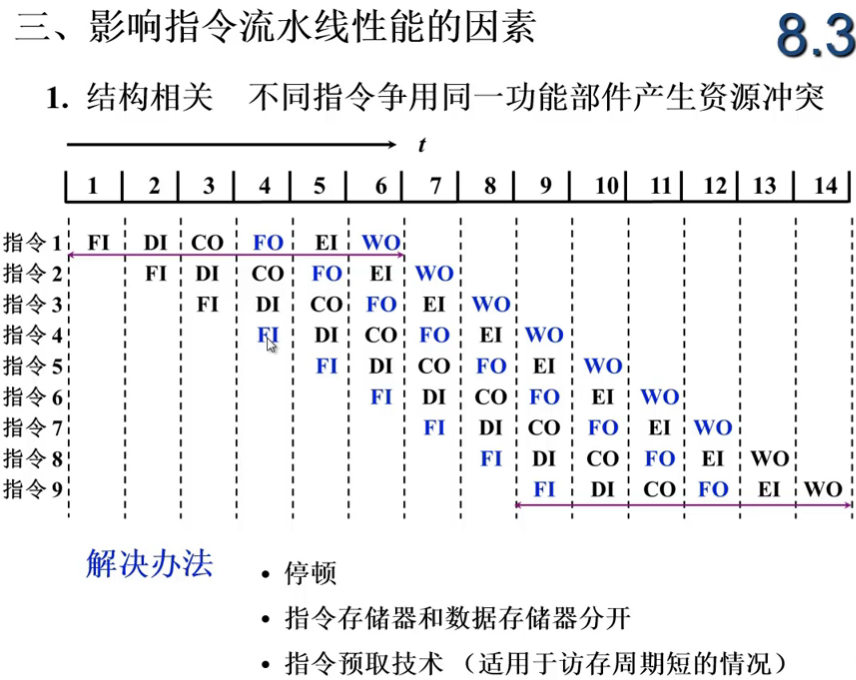 三、影响指令流水线性能的因素 8.3
1. 结构相关 不同指令争用同一功能部件产生资源冲突
t
1 2 3 4 5 6 7 8 9 10 11 12 13 14
指令 1 FI DI CO FO EI WO
指令 2 FI DI CO FO EI WO
指令 3 FI DI CO FO EI WO
指令 4 FI DI CO FO EI WO
指令 5 FI DI CO FO EI WO
指令 6 FI DI CO FO EI WO
指令 7 FI DI CO FO EI WO
指令 8 FI DI CO FO EI WO
指令 9 FI DI CO FO EI WO
解决办法 • 停顿
• 指令存储器和数据存储器分开
• 指令预取技术 （适用于访存周期短的情况）